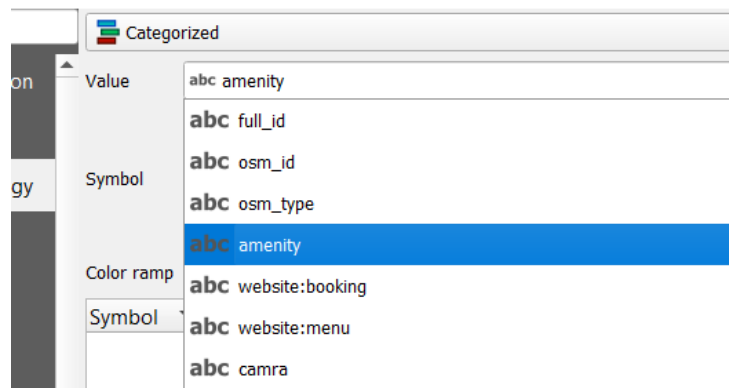 Categorized
on
Value
abc amenity
abc full_id
abc osm_id
Symbol
gy
abc osm_type
abc amenity
Color ramp
abc website:booking
Symbol
abc website:menu
abc camra